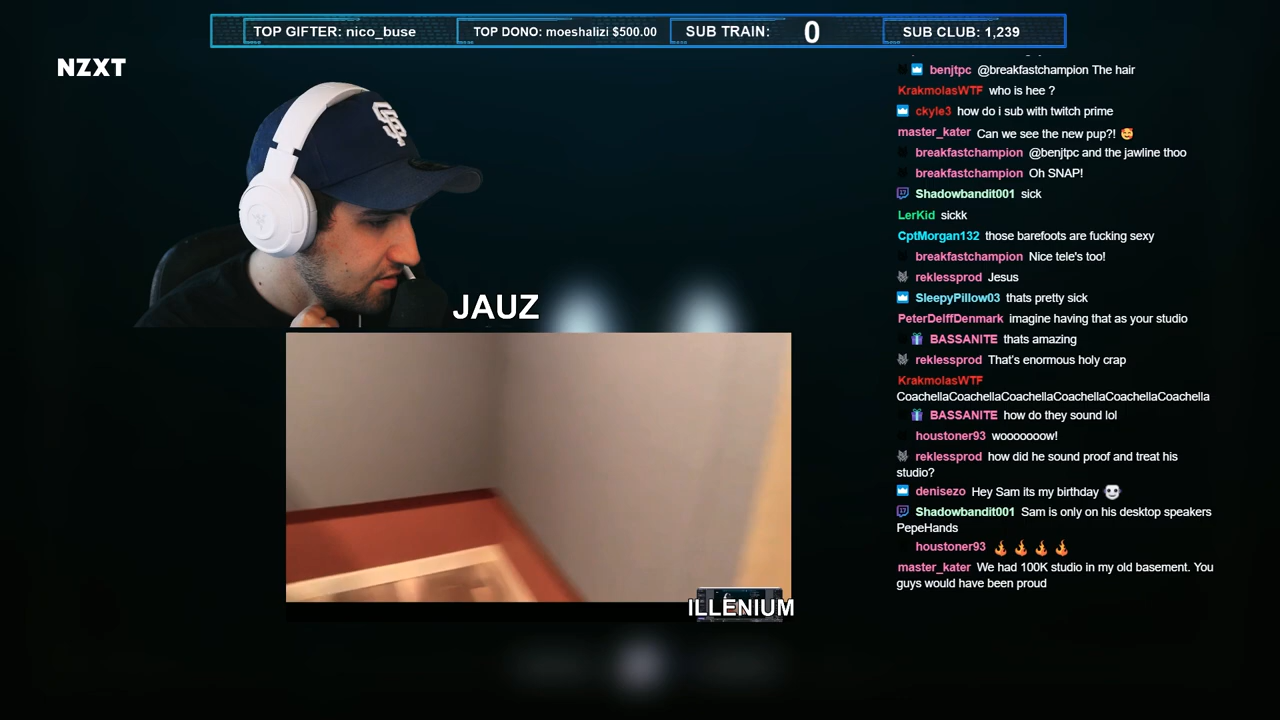 TOP GIFTER: nico_buse
TOP DONO: moeshalizi $500.00
SUB TRAIN: 0
SUB CLUB: 1,239
NZXT
JAUZ
ILLENIUM
benjtpc @breakfastchampion The hair
KrakmolasWTF who is hee ?
ckyle3 how do i sub with twitch prime
master_kater Can we see the new pup?! 🥰
breakfastchampion @benjtpc and the jawline thoo
breakfastchampion Oh SNAP!
Shadowbandit001 sick
LerKid sickk
CptMorgan132 those barefoots are fucking sexy
breakfastchampion Nice tele's too!
reklessprod Jesus
SleepyPillow03 thats pretty sick
PeterDelffDenmark imagine having that as your studio
BASSANITE thats amazing
reklessprod That's enormous holy crap
KrakmolasWTF
CoachellaCoachellaCoachellaCoachellaCoachellaCoachella
BASSANITE how do they sound lol
houstoner93 wooooooow!
reklessprod how did he sound proof and treat his
studio?
denisezo Hey Sam its my birthday
Shadowbandit001 Sam is only on his desktop speakers
PepeHands
houstoner93 🔥 🔥 🔥 🔥
master_kater We had 100K studio in my old basement. You
guys would have been proud